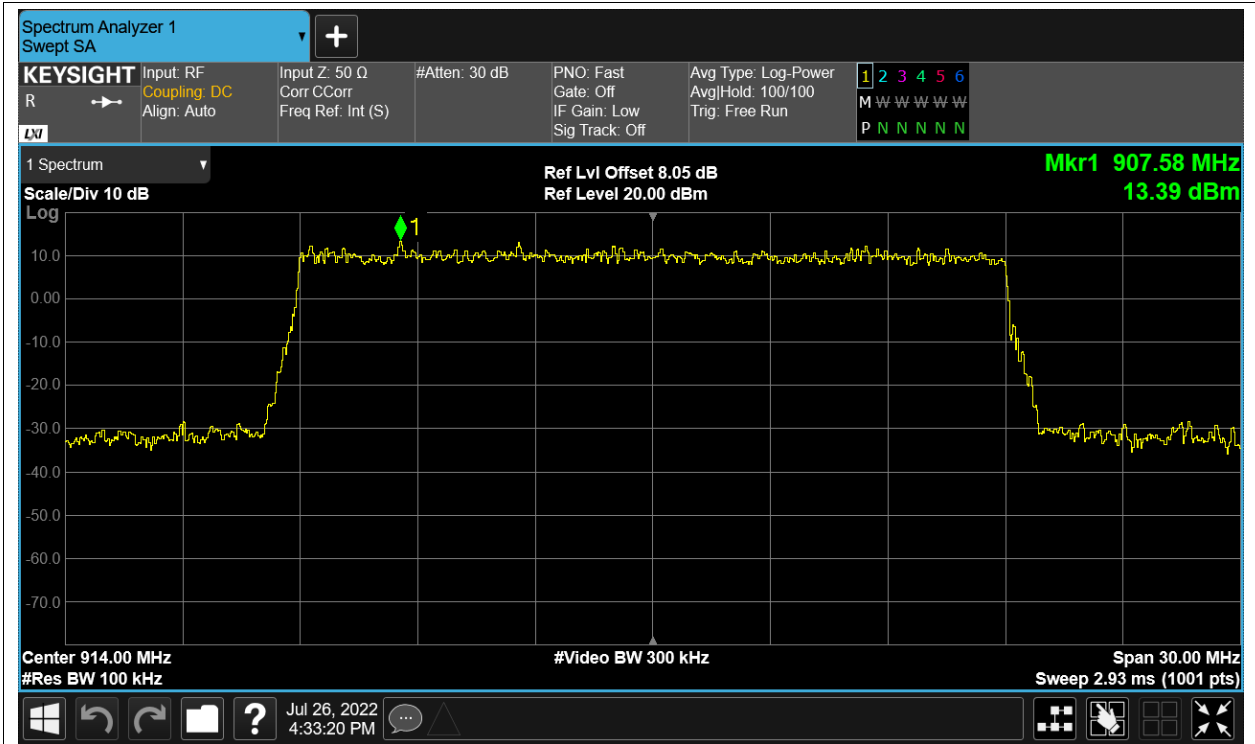 Spectrum Analyzer 1
Swept SA
KEYSIGHT Input: RF Input Z: 50 Ω #Atten: 30 dB PNO: Fast Avg Type: Log-Power 1 2 3 4 5 6
R Coupling: DC Corr CCorr Gate: Off Avg|Hold: 100/100 M W W W W W
Align: Auto Freq Ref: Int (S) IF Gain: Low Trig: Free Run
LXI Sig Track: Off P N N N N N
1 Spectrum Ref Lvl Offset 8.05 dB Mkr1 907.58 MHz
Scale/Div 10 dB Ref Level 20.00 dBm 13.39 dBm
Log
1
10.0
0.00
-10.0
-20.0
-30.0
-40.0
-50.0
-60.0
-70.0
Center 914.00 MHz #Video BW 300 kHz Span 30.00 MHz
#Res BW 100 kHz Sweep 2.93 ms (1001 pts)
? Jul 26, 2022
4:33:20 PM